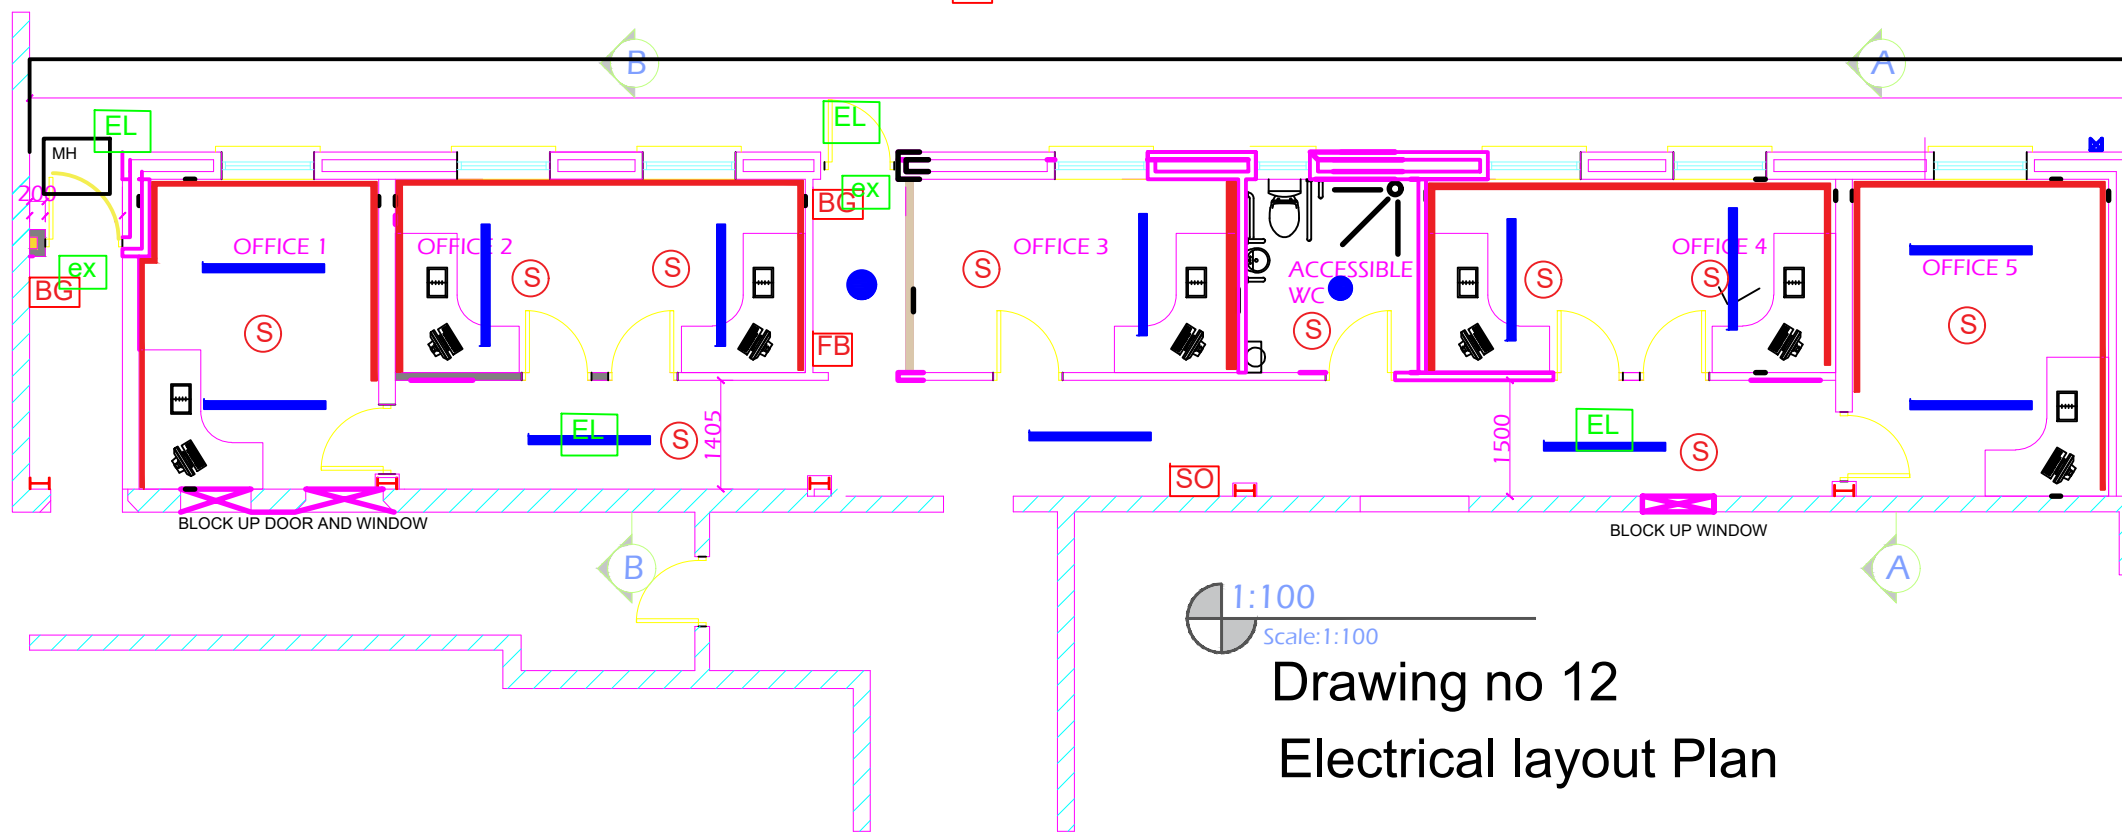 B
A
EL
EL
MH
200
ex
BG
OFFICE 1
OFFICE 2
OFFICE 3
OFFICE 4
OFFICE 5
ex
BG
S
S
S
S
ACCESSIBLE
WC
S
S
S
S
FB
EL
S
1405
SO
1500
EL
S
BLOCK UP DOOR AND WINDOW
BLOCK UP WINDOW
B
A
1:100
Scale:1:100
Drawing no 12
Electrical layout Plan